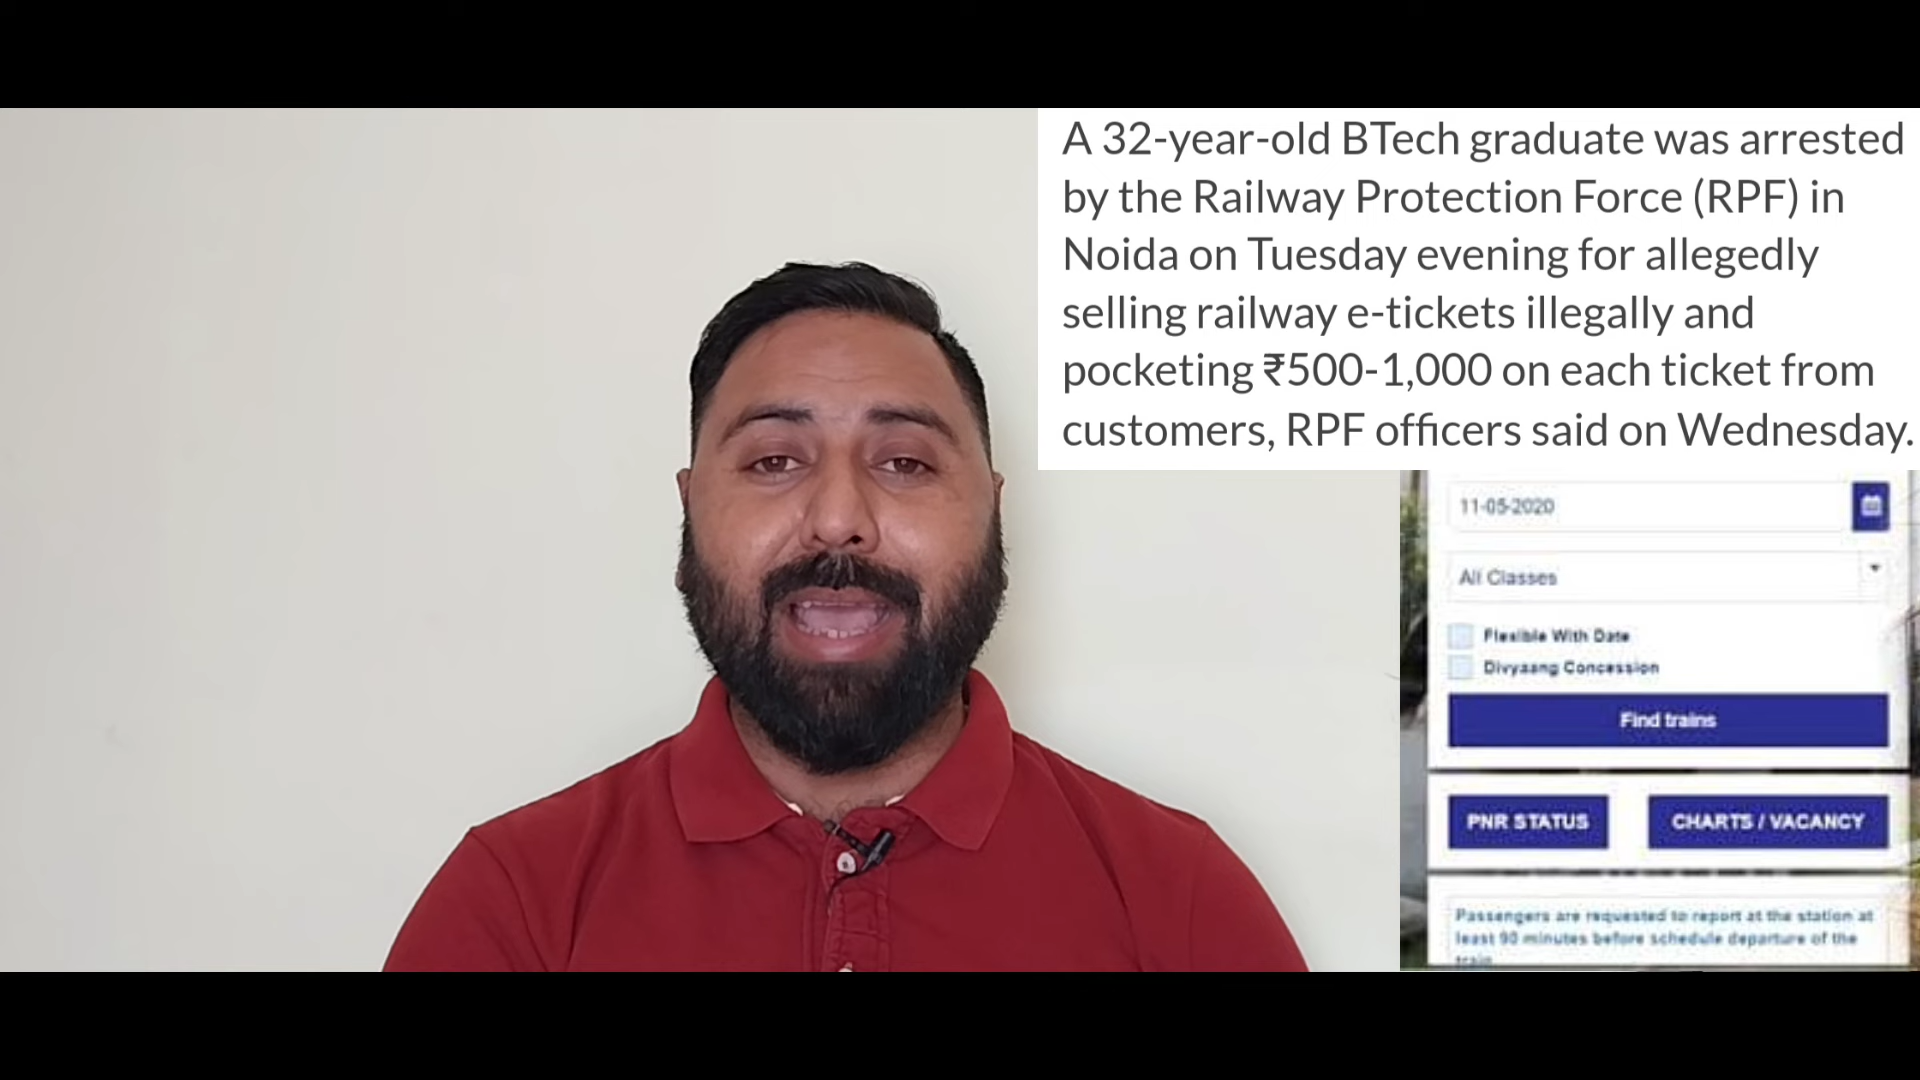 A 32-year-old BTech graduate was arrested
by the Railway Protection Force (RPF) in
Noida on Tuesday evening for allegedly
selling railway e-tickets illegally and
pocketing ₹500-1,000 on each ticket from
customers, RPF officers said on Wednesday.
11-05-2020
All Classes
Flexible With Date
Divyaang Concession
Find trains
PNR STATUS
CHARTS / VACANCY
Passengers are requested to report at the station at
least 90 minutes before schedule departure of the
train